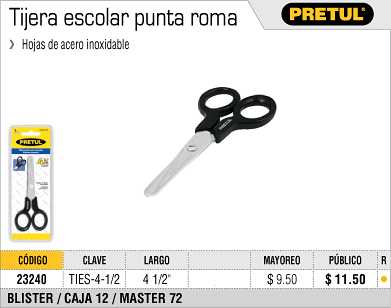 Tijera escolar punta roma
PRETUL®
› Hojas de acero inoxidable
PRETUL
CÓDIGO CLAVE LARGO MAYOREO PÚBLICO R
23240 TIES-4-1/2 4 1/2" $ 9.50 $ 11.50
BLISTER / CAJA 12 / MASTER 72